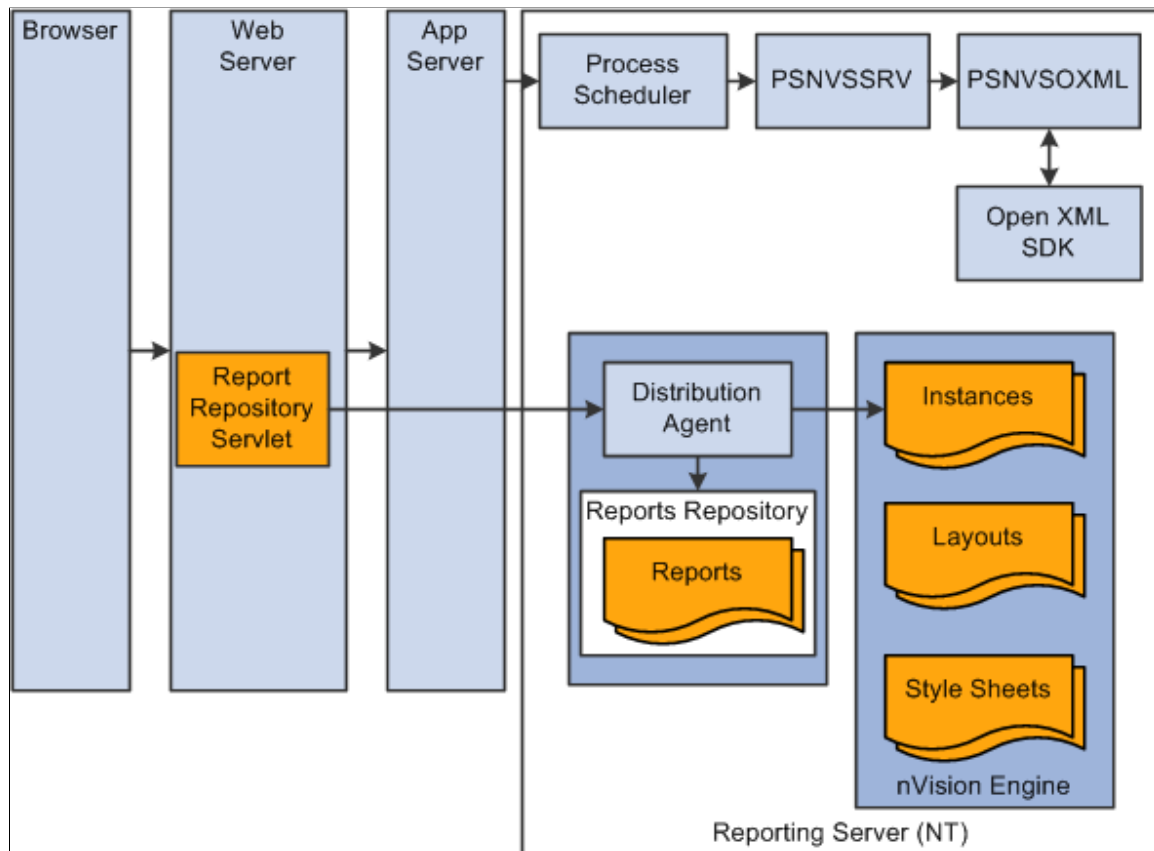 Browser
Web
Server
App
Server
Process
Scheduler
PSNVSSRV
PSNVSOXML
Open XML
SDK
Report
Repository
Servlet
Distribution
Agent
Reports Repository
Reports
Instances
Layouts
Style Sheets
nVision Engine
Reporting Server (NT)